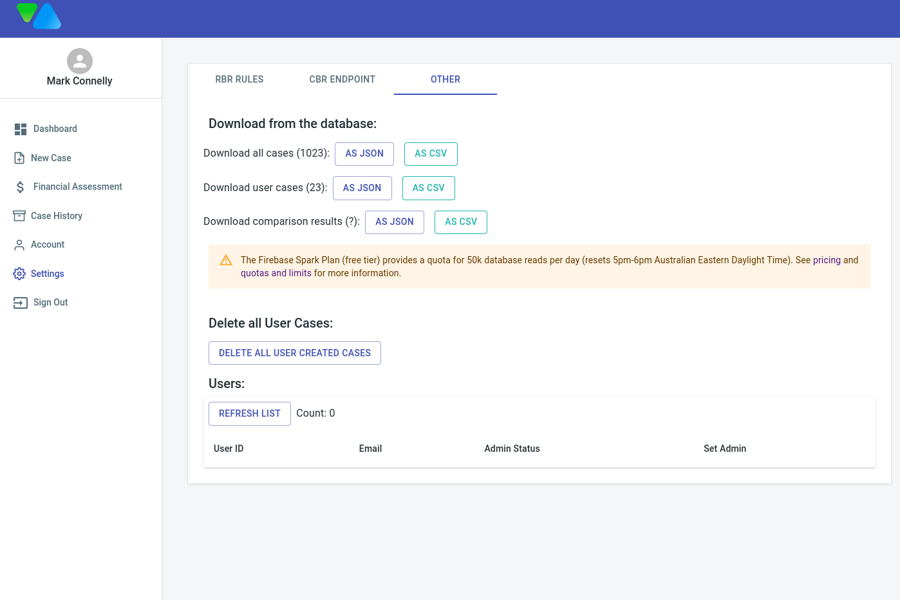 Mark Connelly
Dashboard
New Case
Financial Assessment
Case History
Account
Settings
Sign Out
RBR RULES
CBR ENDPOINT
OTHER
Download from the database:
Download all cases (1023):
AS JSON
AS CSV
Download user cases (23):
AS JSON
AS CSV
Download comparison results (?):
AS JSON
AS CSV
The Firebase Spark Plan (free tier) provides a quota for 50k database reads per day (resets 5pm-6pm Australian Eastern Daylight Time). See pricing and
quotas and limits for more information.
Delete all User Cases:
DELETE ALL USER CREATED CASES
Users:
REFRESH LIST
Count: 0
User ID
Email
Admin Status
Set Admin